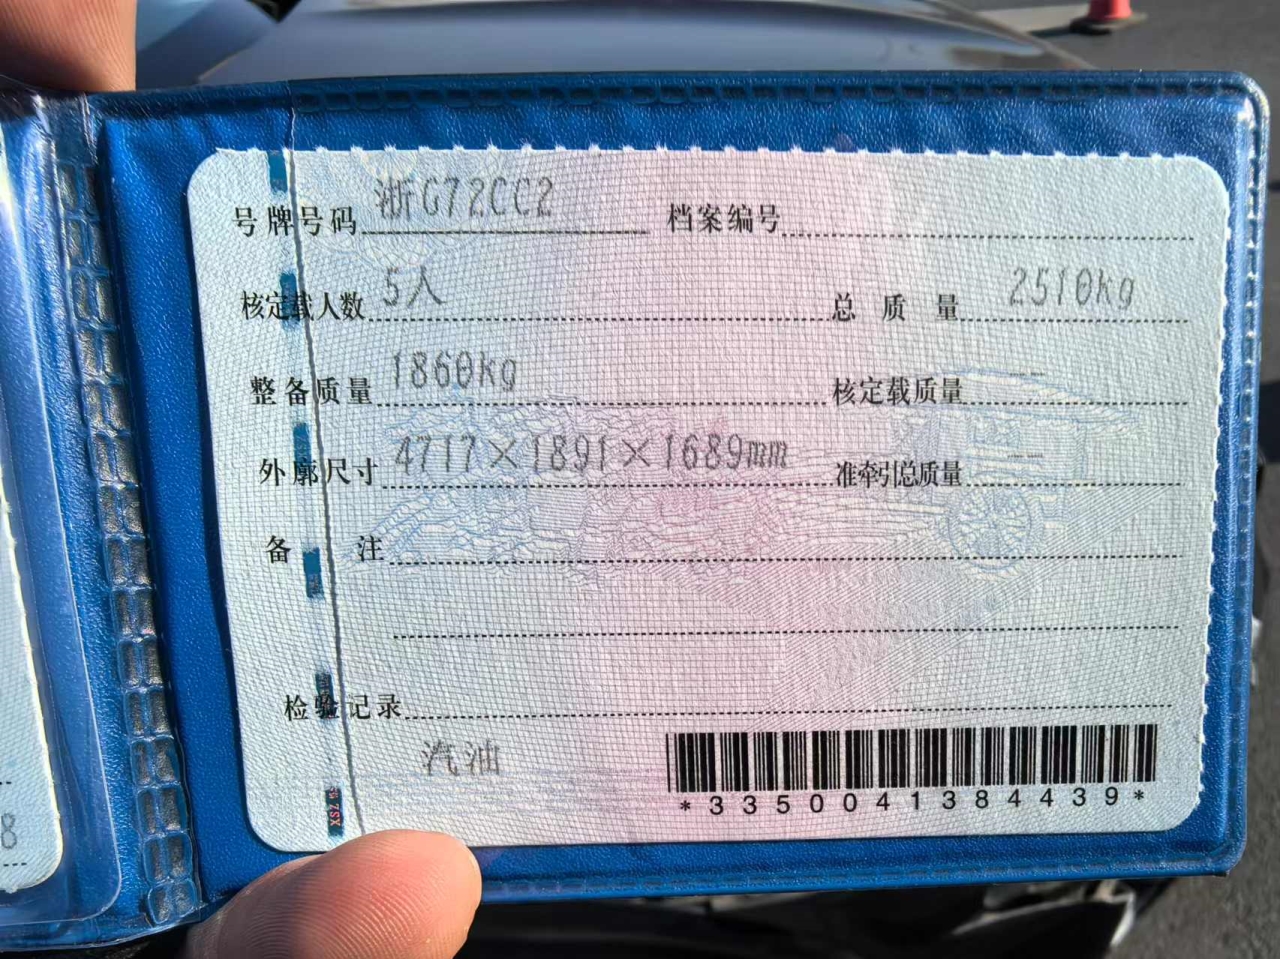 号牌号码 浙G72CC2 档案编号
核定载人数 5人 总质量 2510kg
整备质量 1860kg 核定载质量 --
外廓尺寸 4717×1891×1689mm 准牵引总质量 --
备注
检验记录
汽油
*3350041384439*
8